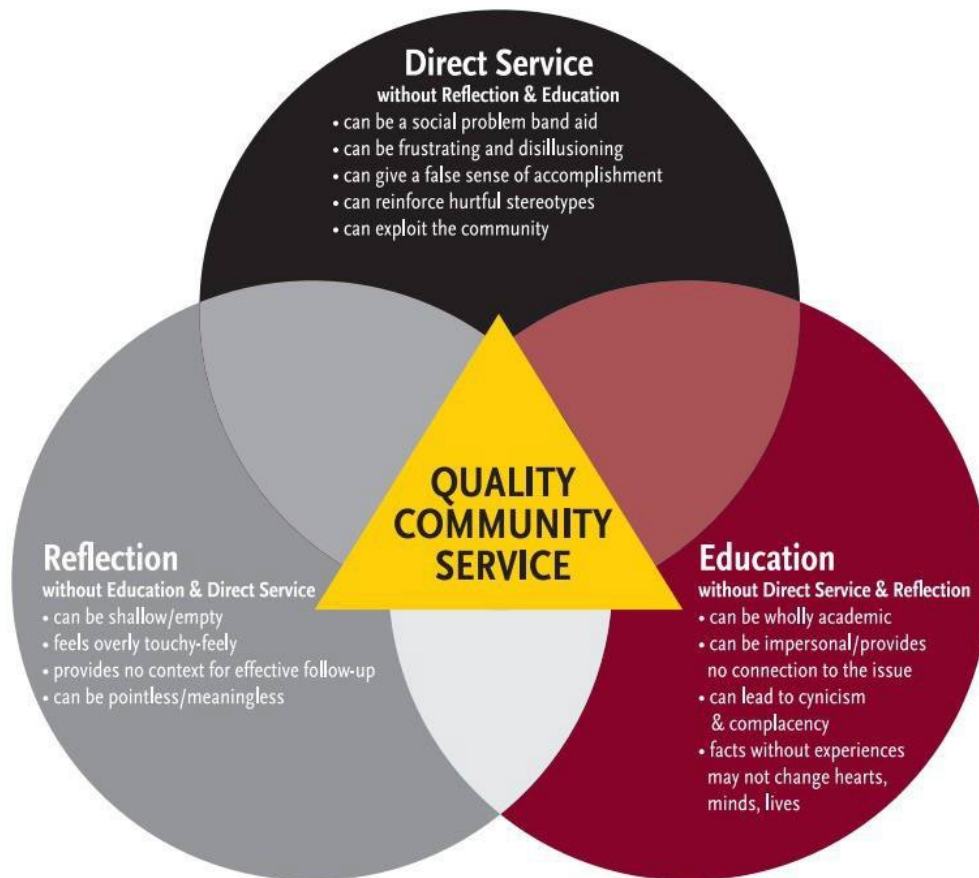 Direct Service
without Reflection & Education
• can be a social problem band aid
• can be frustrating and disillusioning
• can give a false sense of accomplishment
• can reinforce hurtful stereotypes
• can exploit the community
QUALITY
COMMUNITY
SERVICE
Reflection
without Education & Direct Service
• can be shallow/empty
• feels overly touchy-feely
• provides no context for effective follow-up
• can be pointless/meaningless
Education
without Direct Service & Reflection
• can be wholly academic
• can be impersonal/provides
no connection to the issue
• can lead to cynicism
& complacency
• facts without experiences
may not change hearts,
minds, lives